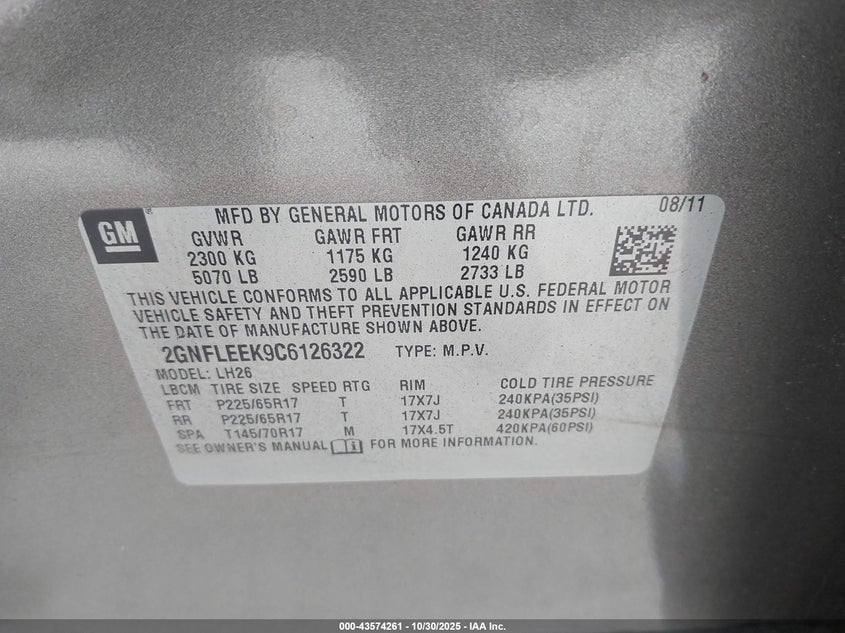 GM
MFD BY GENERAL MOTORS OF CANADA LTD. 08/11
GVWR GAWR FRT GAWR RR
2300 KG 1175 KG 1240 KG
5070 LB 2590 LB 2733 LB
THIS VEHICLE CONFORMS TO ALL APPLICABLE U.S. FEDERAL MOTOR
VEHICLE SAFETY AND THEFT PREVENTION STANDARDS IN EFFECT ON
THE DATE OF MANUFACTURE SHOWN ABOVE.
2GNFLEEK9C6126322 TYPE: M.P.V.
MODEL: LH26
LBCM TIRE SIZE SPEED RTG RIM COLD TIRE PRESSURE
FRT P225/65R17 T 17X7J 240KPA(35PSI)
RR P225/65R17 T 17X7J 240KPA(35PSI)
SPA T145/70R17 M 17X4.5T 420KPA(60PSI)
SEE OWNER'S MANUAL FOR MORE INFORMATION.
000-43574261 - 10/30/2025 - IAA Inc.